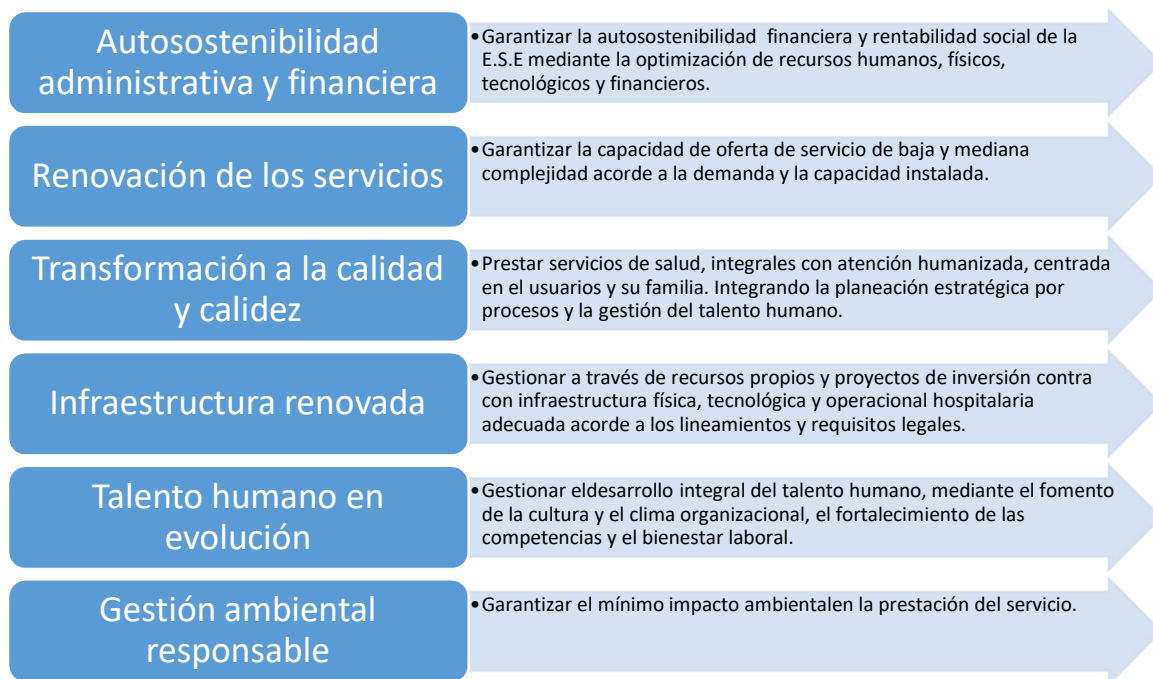 Autosostenibilidad
administrativa y financiera
•Garantizar la autosostenibilidad  financiera y rentabilidad social de la
E.S.E mediante la optimización de recursos humanos, físicos,
tecnológicos y financieros.
Renovación de los servicios
•Garantizar la capacidad de oferta de servicio de baja y mediana
complejidad acorde a la demanda y la capacidad instalada.
Transformación a la calidad
y calidez
•Prestar servicios de salud, integrales con atención humanizada, centrada
en el usuarios y su familia. Integrando la planeación estratégica por
procesos y la gestión del talento humano.
Infraestructura renovada
•Gestionar a través de recursos propios y proyectos de inversión contra
con infraestructura física, tecnológica y operacional hospitalaria
adecuada acorde a los lineamientos y requisitos legales.
Talento humano en
evolución
•Gestionar eldesarrollo integral del talento humano, mediante el fomento
de la cultura y el clima organizacional, el fortalecimiento de las
competencias y el bienestar laboral.
Gestión ambiental
responsable
•Garantizar el mínimo impacto ambientalen la prestación del servicio.